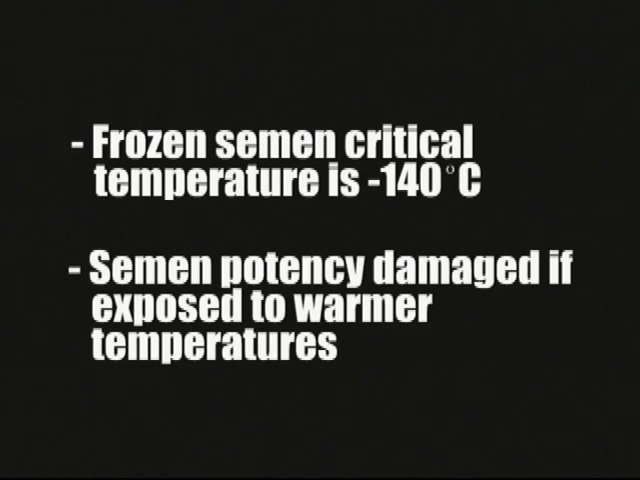 - Frozen semen critical
temperature is -140°C
- Semen potency damaged if
exposed to warmer
temperatures